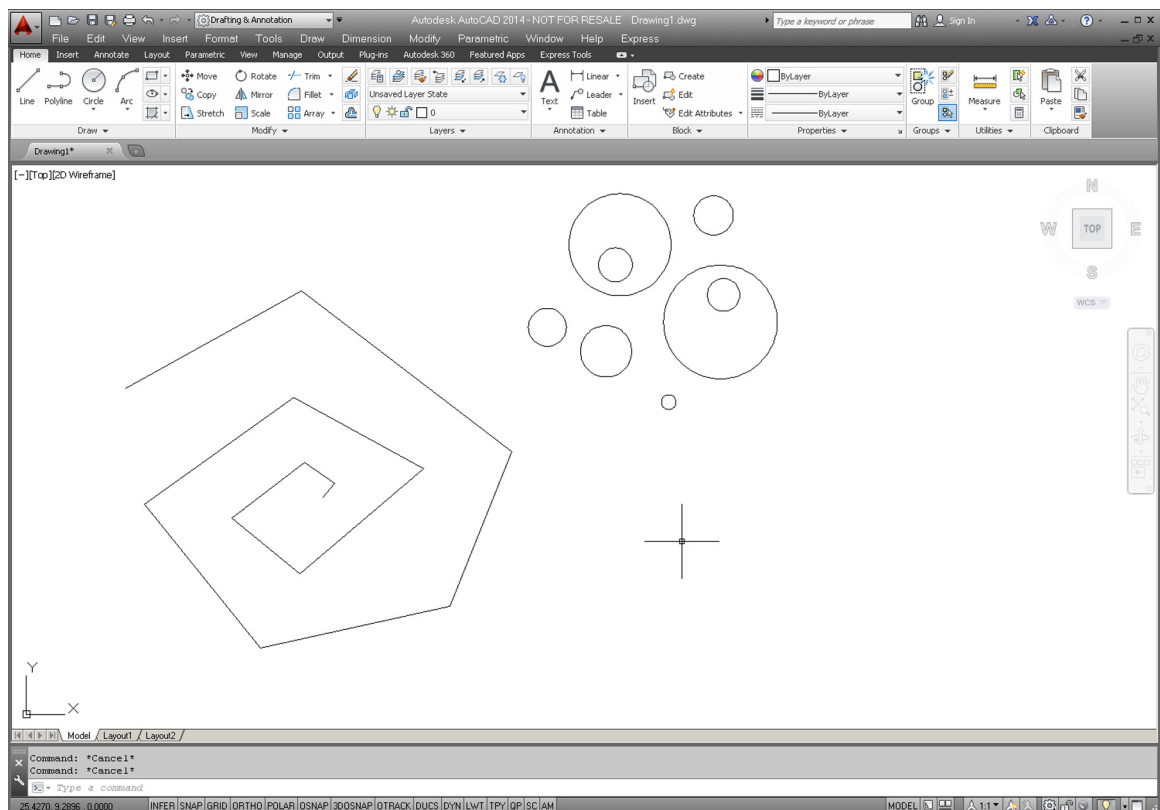 Drafting & Annotation Autodesk AutoCAD 2014 - NOT FOR RESALE Drawing1.dwg Type a keyword or phrase Sign In
File Edit View Insert Format Tools Draw Dimension Modify Parametric Window Help Express
Home Insert Annotate Layout Parametric View Manage Output Plug-ins Autodesk 360 Featured Apps Express Tools
Move Rotate Trim Linear Create ByLayer
Line Polyline Circle Arc Copy Mirror Fillet Unsaved Layer State Text Leader Insert Edit ByLayer Group Measure Paste
Stretch Scale Array 0 Table Edit Attributes ByLayer
Draw Modify Layers Annotation Block Properties Groups Utilities Clipboard
Drawing1*
[–][Top][2D Wireframe]
N
W TOP E
S
WCS
Y
X
Model Layout1 Layout2
Command: *Cancel*
Command: *Cancel*
Type a command
25.4270, 9.2896, 0.0000 INFER SNAP GRID ORTHO POLAR OSNAP 3DOSNAP OTRACK DUCS DYN LWT TPY QP SC AM MODEL 1:1